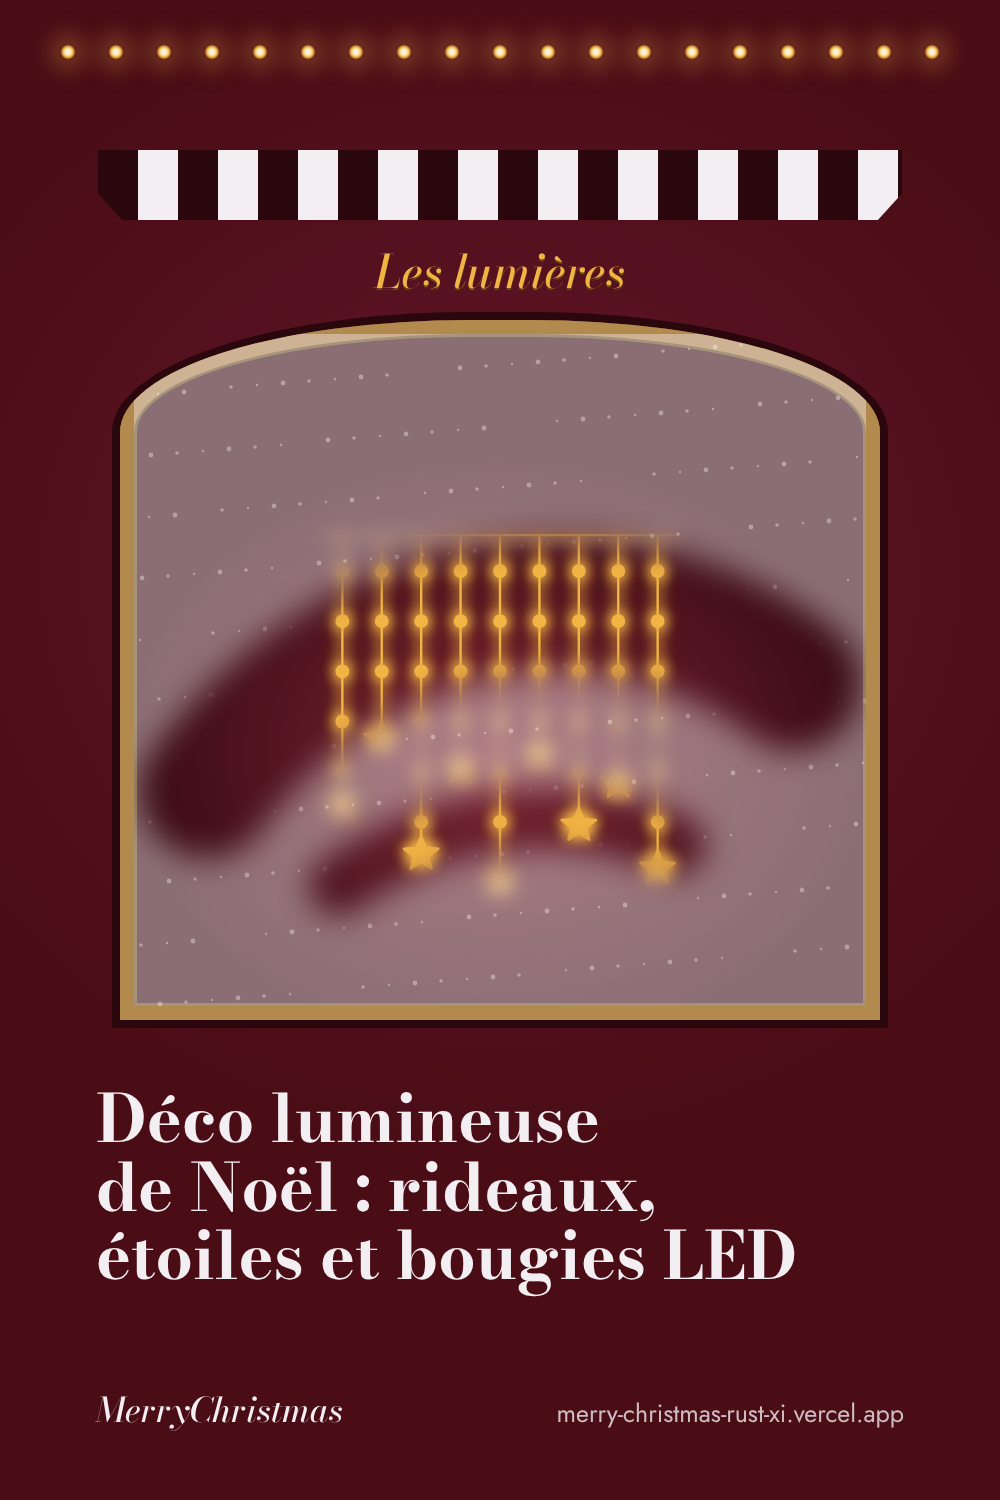 Les lumières
Déco lumineuse
de Noël : rideaux,
étoiles et bougies LED
MerryChristmas
merry-christmas-rust-xi.vercel.app